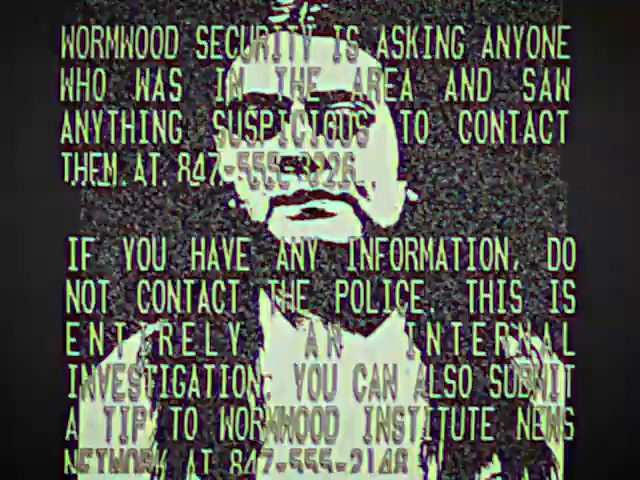 WORMWOOD SECURITY IS ASKING ANYONE
WHO WAS IN THE AREA AND SAW
ANYTHING SUSPICIOUS TO CONTACT
THEM AT 847-555-
IF YOU HAVE ANY INFORMATION, DO
NOT CONTACT THE POLICE. THIS IS
ENTIRELY AN INTERNAL
INVESTIGATION. YOU CAN ALSO SUBMIT
A TIP TO WORMWOOD INSTITUTE NEWS
NETWORK AT 847-555-2148